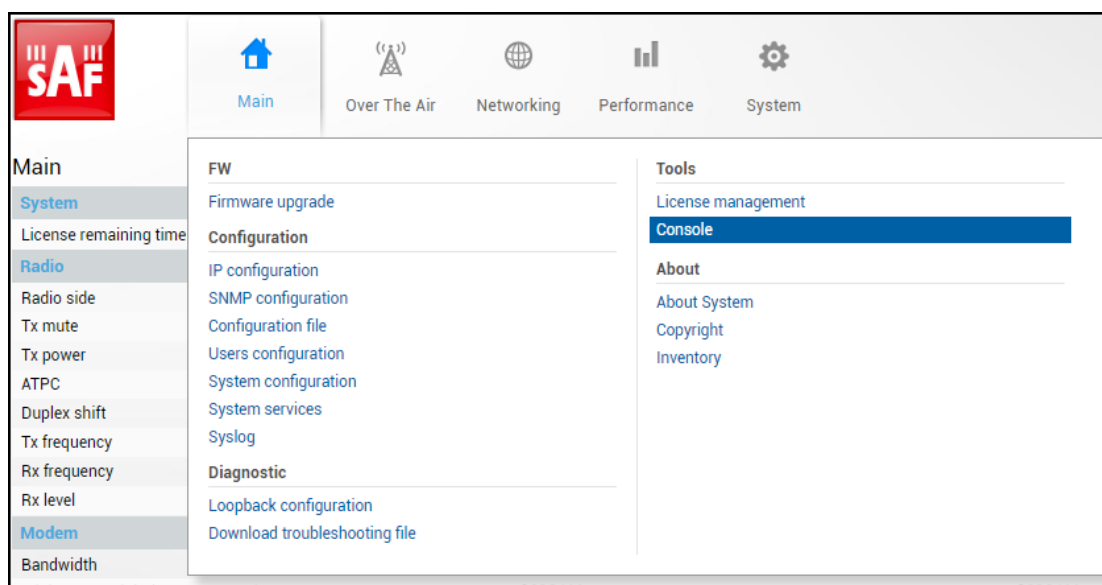 SAF
Main
Over The Air
Networking
Performance
System
Main
System
License remaining time
Radio
Radio side
Tx mute
Tx power
ATPC
Duplex shift
Tx frequency
Rx frequency
Rx level
Modem
Bandwidth
FW
Firmware upgrade
Configuration
IP configuration
SNMP configuration
Configuration file
Users configuration
System configuration
System services
Syslog
Diagnostic
Loopback configuration
Download troubleshooting file
Tools
License management
Console
About
About System
Copyright
Inventory